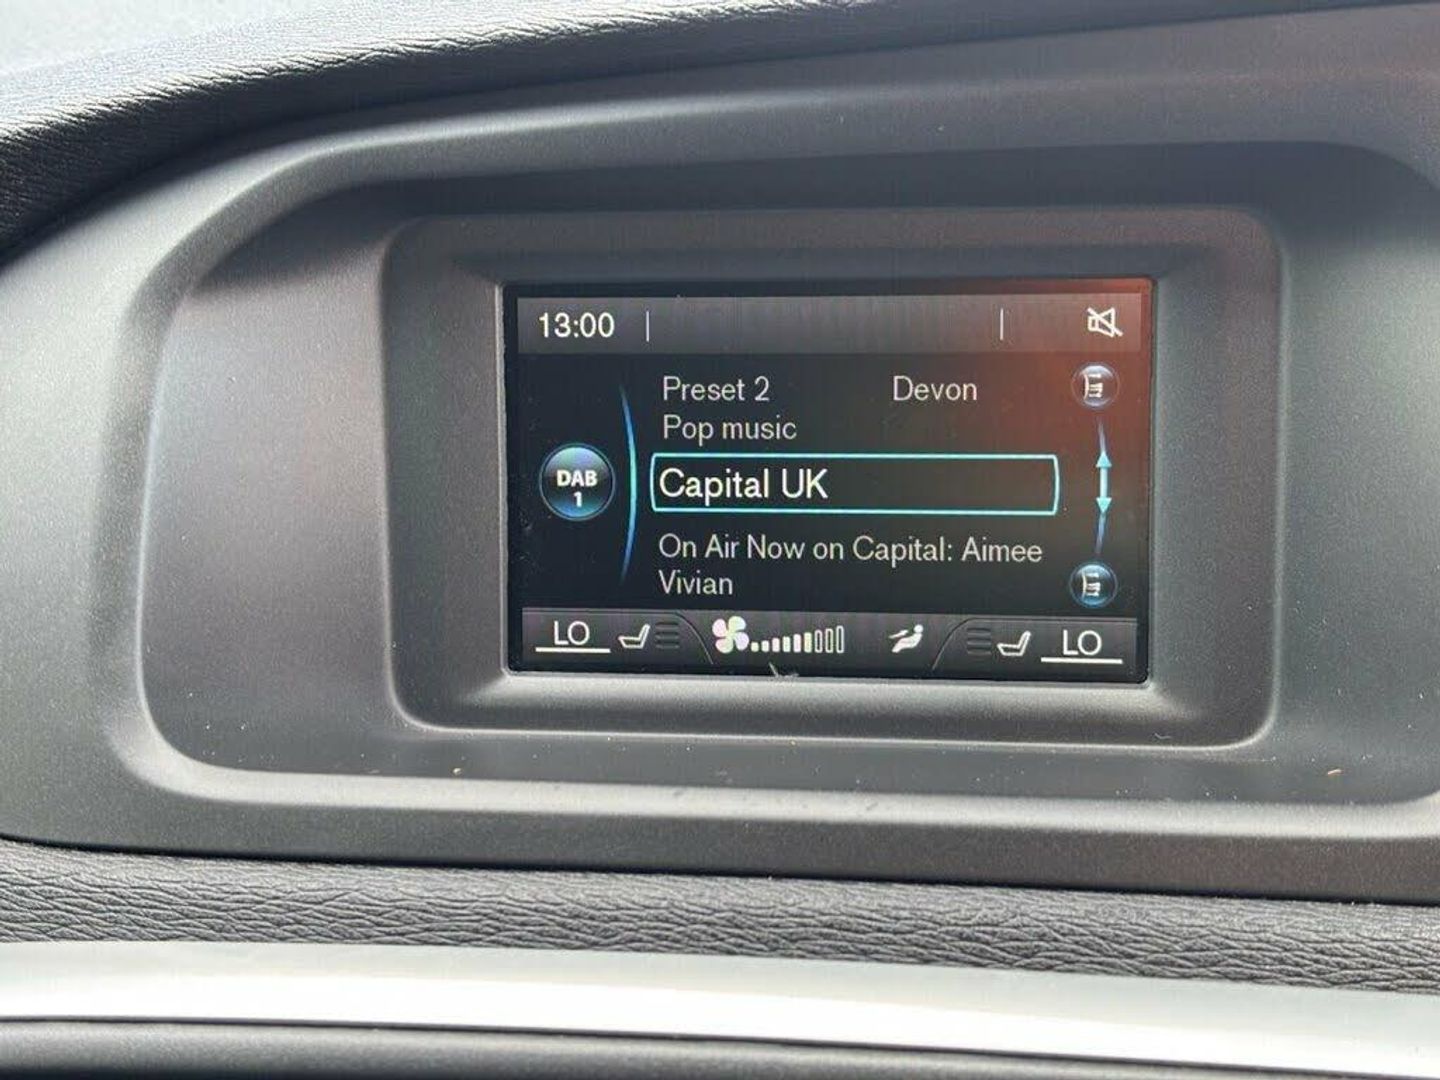 13:00
Preset 2 Devon
Pop music
DAB
1
Capital UK
On Air Now on Capital: Aimee
Vivian
LO LO